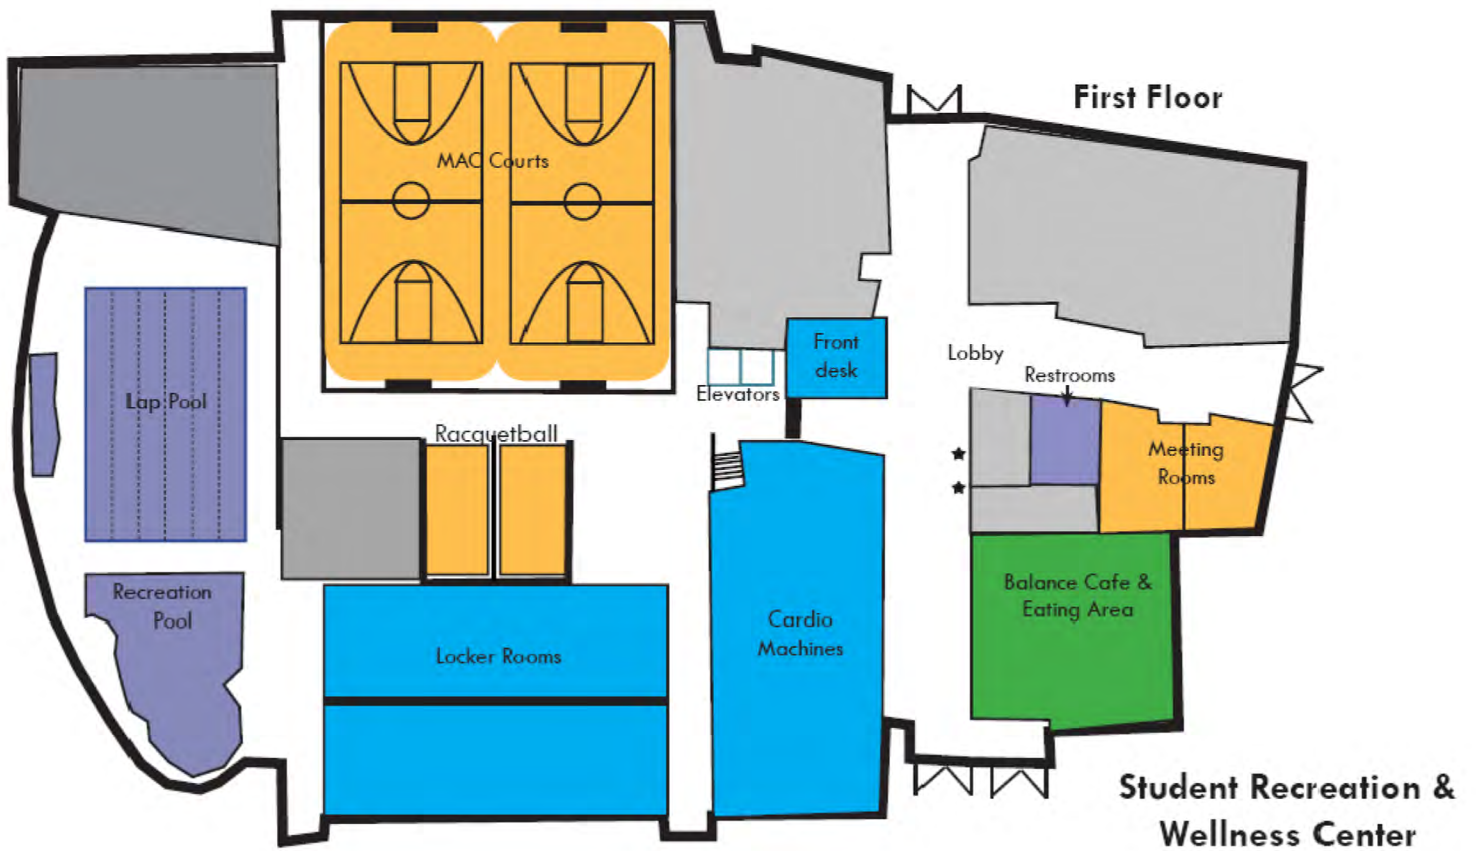 First Floor
MAC Courts
Front
desk
Lobby
Restrooms
Elevators
Lap Pool
Racquetball
Meeting
Rooms
Recreation
Pool
Balance Cafe &
Eating Area
Cardio
Machines
Locker Rooms
Student Recreation &
Wellness Center